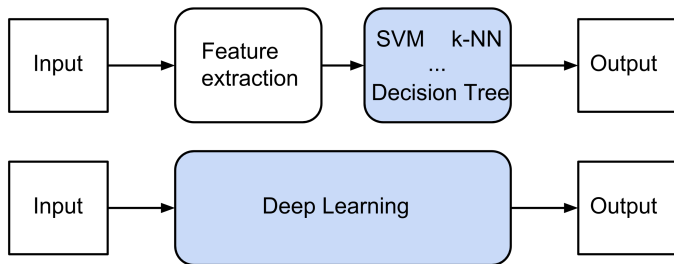 Input
Feature
extraction
SVM k-NN
...
Decision Tree
Output
Input
Deep Learning
Output